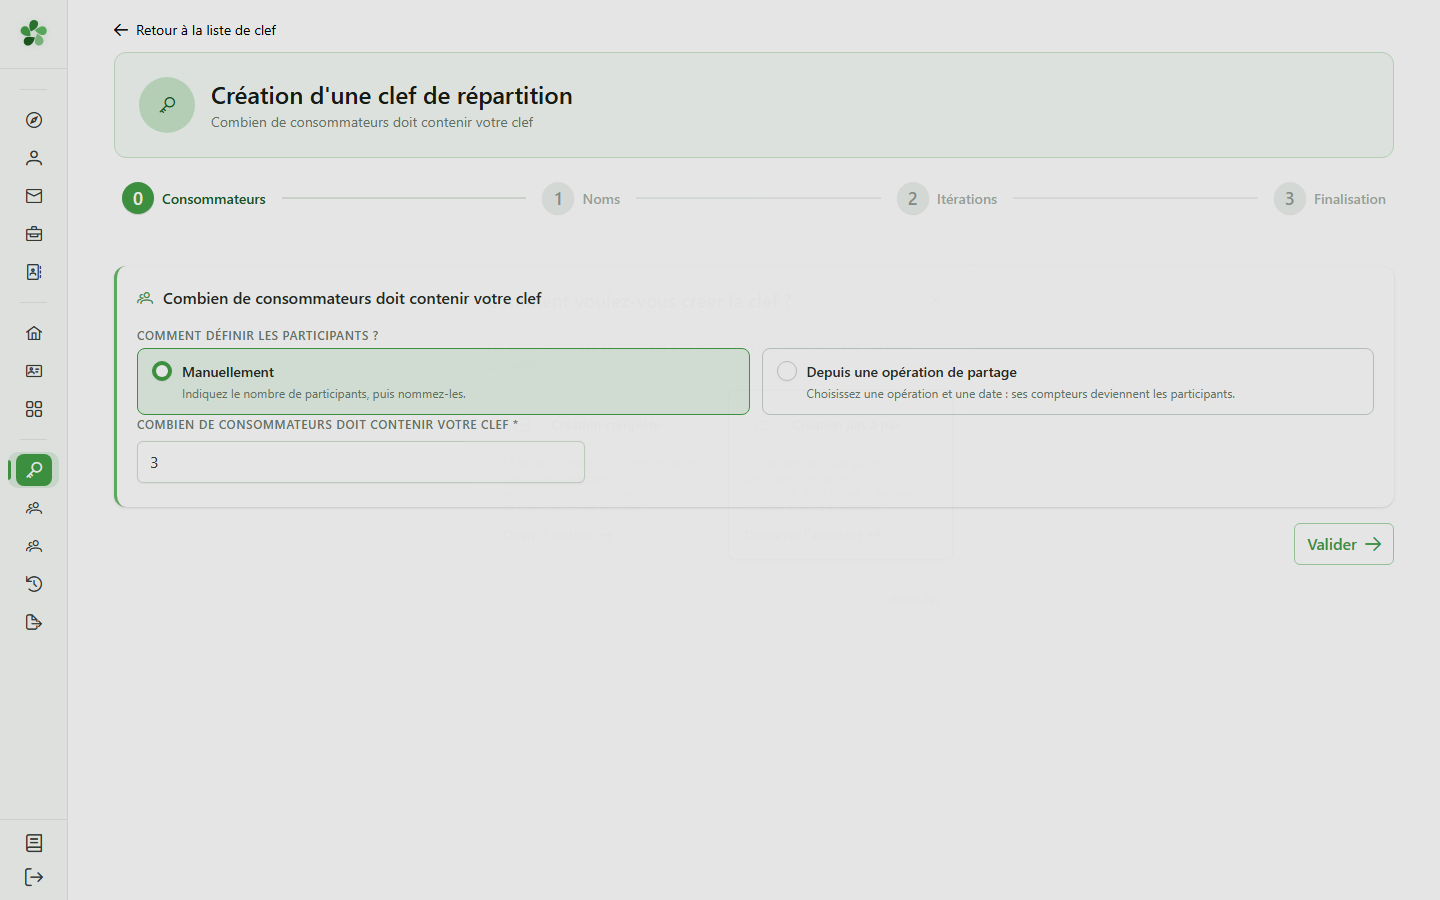 Retour à la liste de clef
Création d'une clef de répartition
Combien de consommateurs doit contenir votre clef
0 Consommateurs
1 Noms
2 Itérations
3 Finalisation
Combien de consommateurs doit contenir votre clef
COMMENT DÉFINIR LES PARTICIPANTS ?
Manuellement
Indiquez le nombre de participants, puis nommez-les.
Depuis une opération de partage
Choisissez une opération et une date : ses compteurs deviennent les participants.
COMBIEN DE CONSOMMATEURS DOIT CONTENIR VOTRE CLEF *
3
Valider